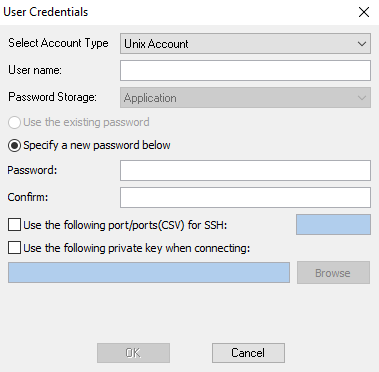 User Credentials
Select Account Type Unix Account
User name:
Password Storage: Application
Use the existing password
Specify a new password below
Password:
Confirm:
Use the following port/ports(CSV) for SSH:
Use the following private key when connecting:
Browse
OK Cancel